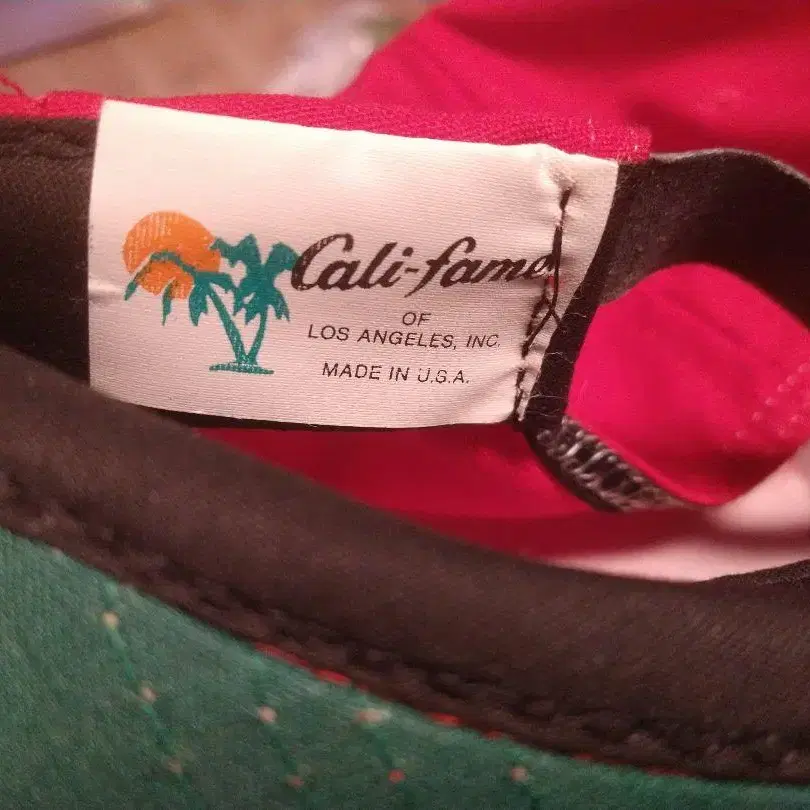 Cali-fame
OF
LOS ANGELES, INC.
MADE IN U.S.A.